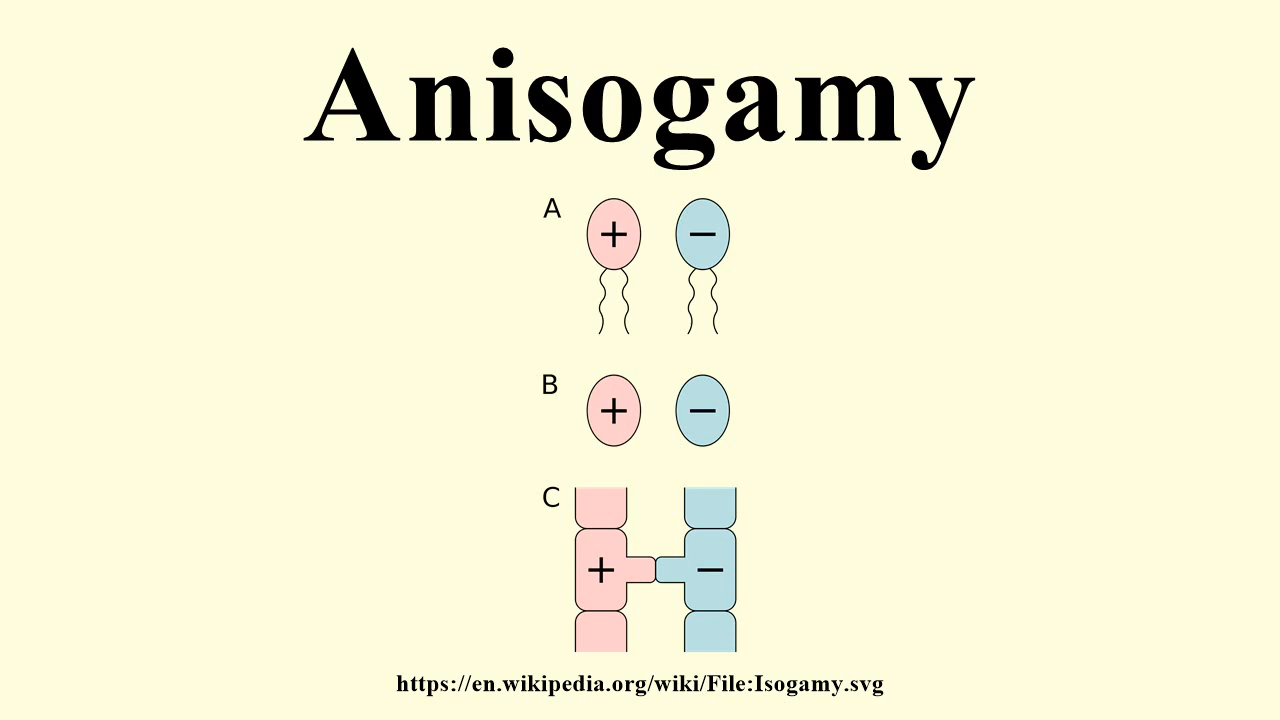 Anisogamy
A
+ −
B
+ −
C
+ −
https://en.wikipedia.org/wiki/File:Isogamy.svg